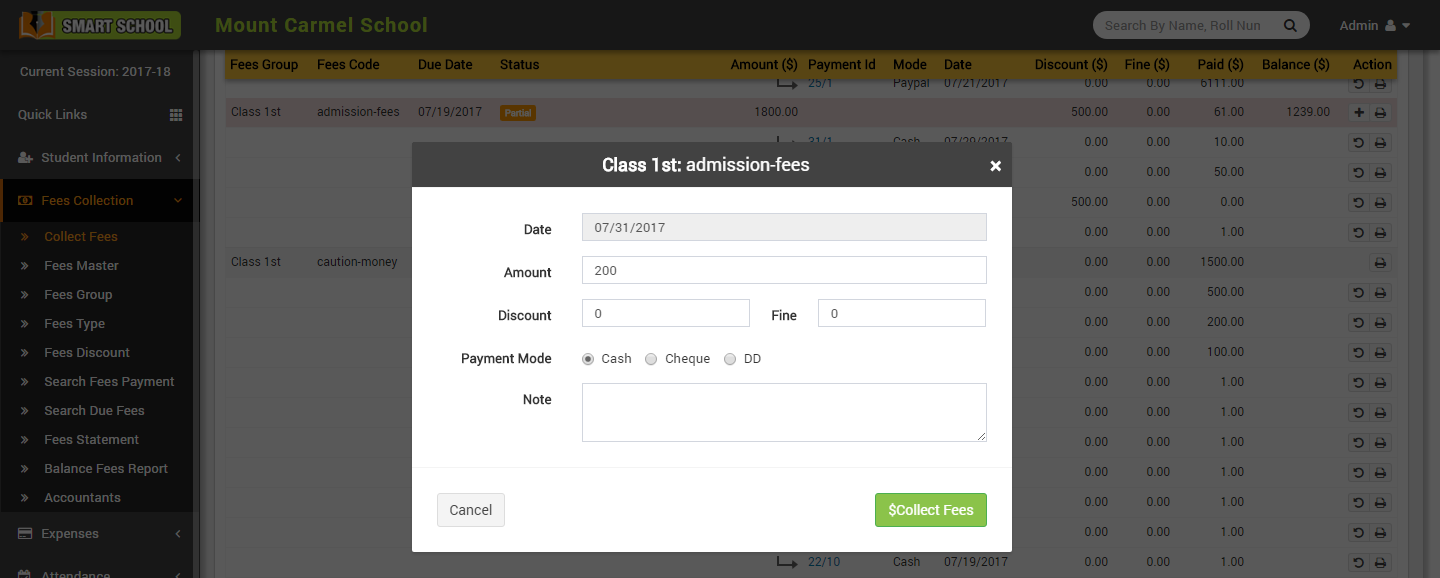 SMART SCHOOL Mount Carmel School Search By Name, Roll Nun Admin
Current Session: 2017-18
Quick Links
Student Information
Fees Collection
Collect Fees
Fees Master
Fees Group
Fees Type
Fees Discount
Search Fees Payment
Search Due Fees
Fees Statement
Balance Fees Report
Accountants
Expenses
Attendance
Fees Group Fees Code Due Date Status Amount ($) Payment Id Mode Date Discount ($) Fine ($) Paid ($) Balance ($) Action
25/1 Paypal 07/21/2017 0.00 0.00 6111.00
Class 1st admission-fees 07/19/2017 Partial 1800.00 500.00 0.00 61.00 1239.00
21/1 Cash 07/20/2017 0.00 0.00 10.00
0.00 0.00 50.00
500.00 0.00 0.00
0.00 0.00 1.00
Class 1st caution-money 0.00 0.00 1500.00
0.00 0.00 500.00
0.00 0.00 200.00
0.00 0.00 100.00
0.00 0.00 1.00
0.00 0.00 1.00
0.00 0.00 1.00
0.00 0.00 1.00
0.00 0.00 1.00
0.00 0.00 1.00
22/10 Cash 07/19/2017 0.00 0.00 1.00
Class 1st: admission-fees ×
Date 07/31/2017
Amount 200
Discount 0 Fine 0
Payment Mode Cash Cheque DD
Note
Cancel $Collect Fees